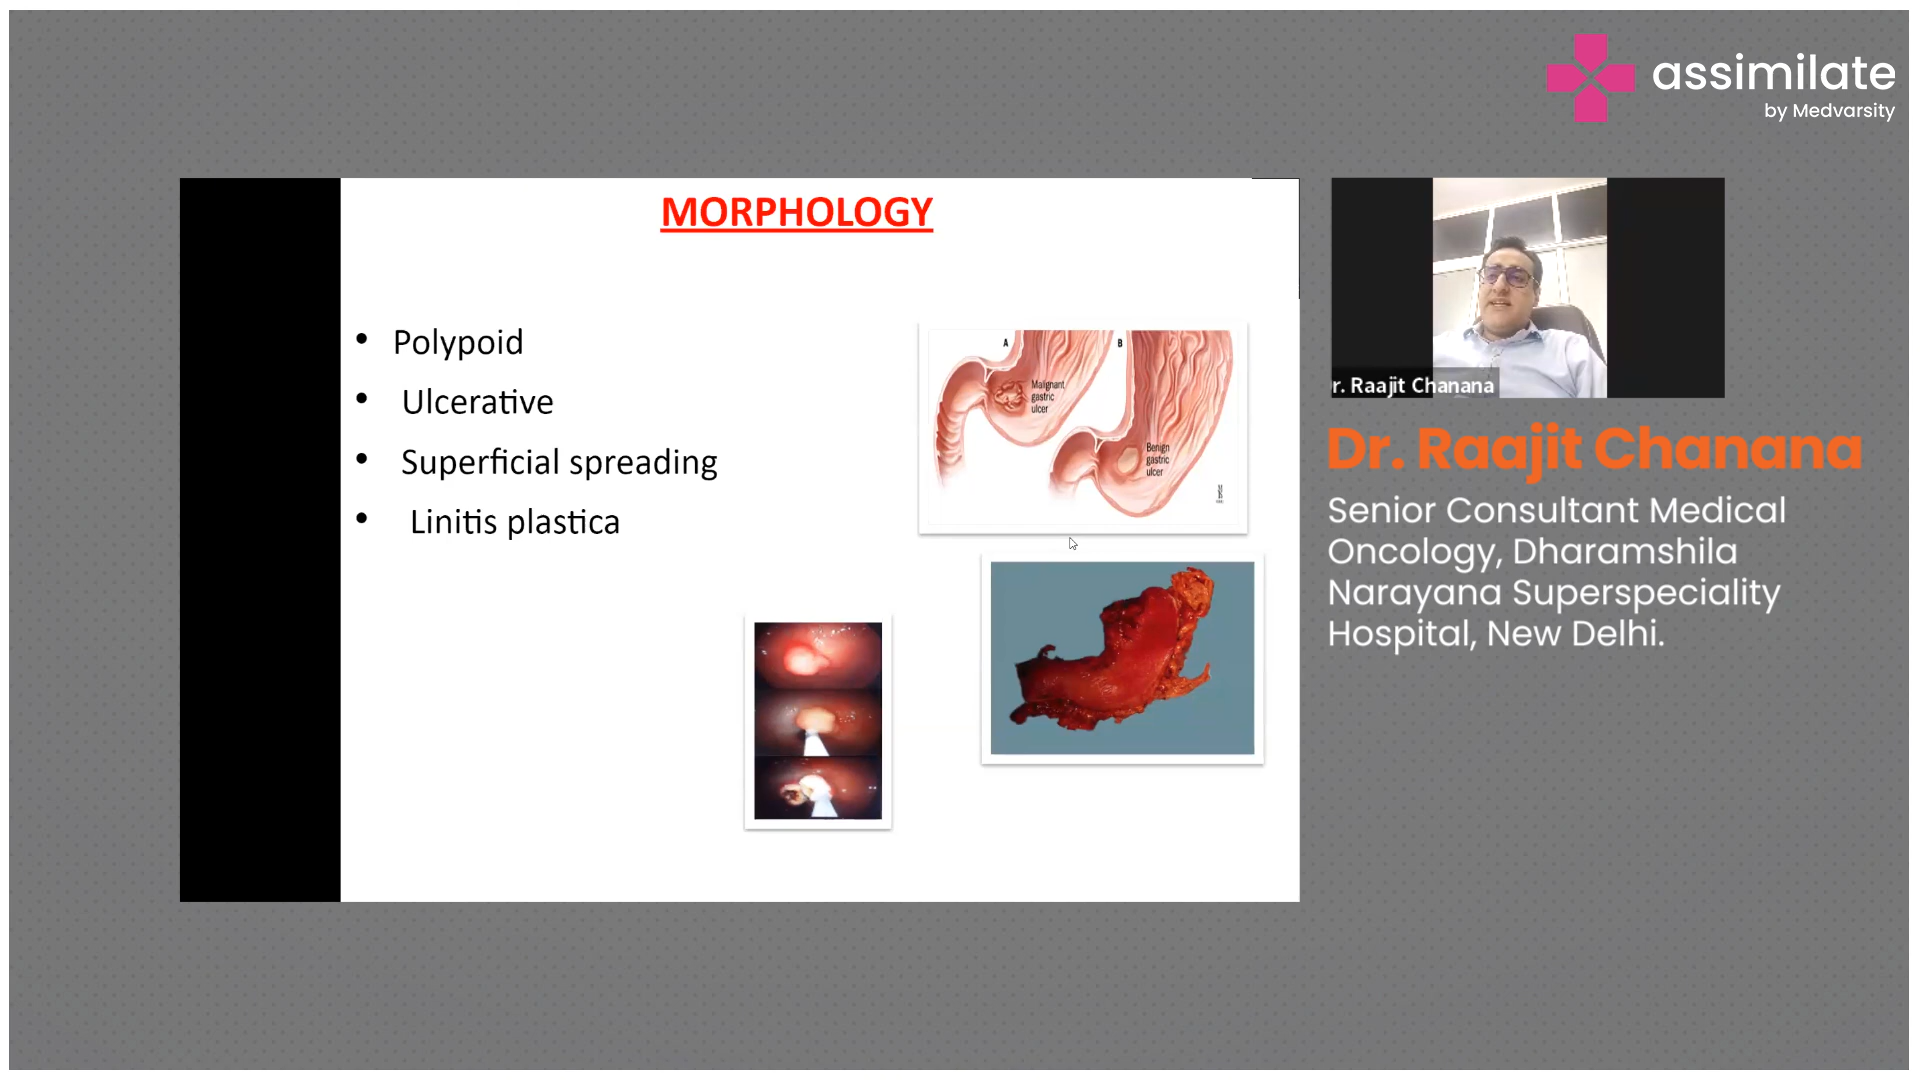 assimilate
by Medvarsity
MORPHOLOGY
• Polypoid
• Ulcerative
• Superficial spreading
• Linitis plastica
A
B
Malignant
gastric
ulcer
Benign
gastric
ulcer
r. Raajit Chanana
Dr. Raajit Chanana
Senior Consultant Medical
Oncology, Dharamshila
Narayana Superspeciality
Hospital, New Delhi.